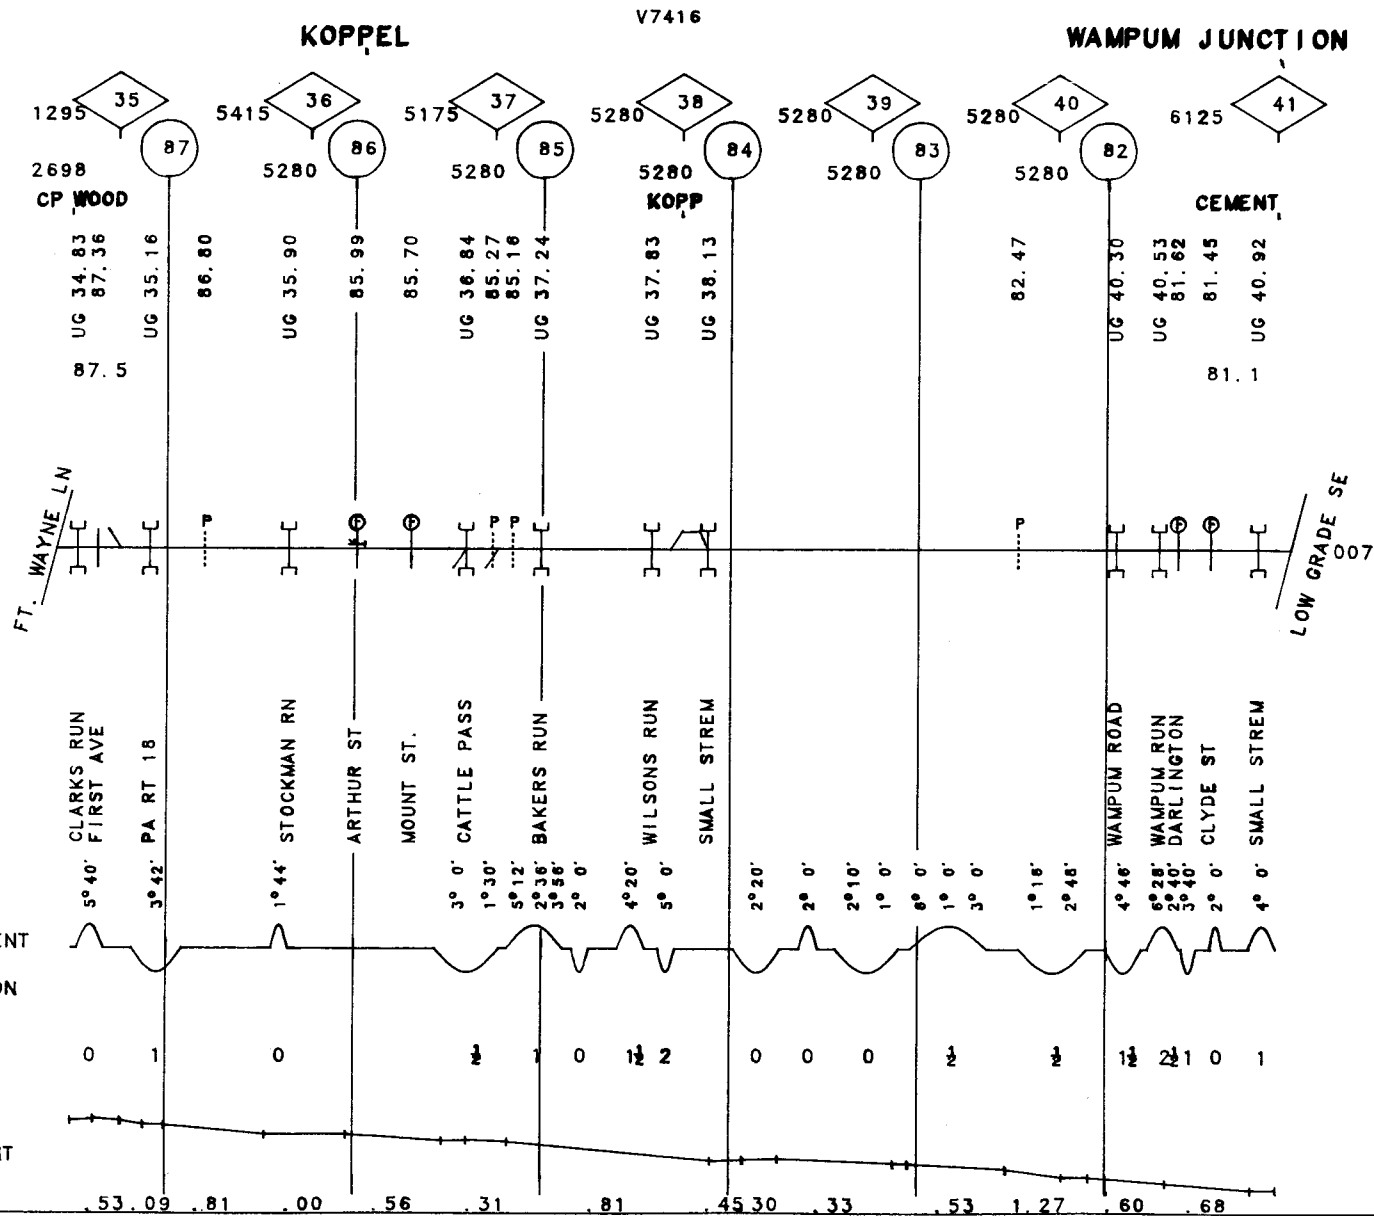 V7416
KOPPEL
WAMPUM JUNCTION
1295 35 5415 36 5175 37 5280 38 5280 39 5280 40 6125 41
2698 87 5280 86 5280 85 5280 84 5280 83 5280 82
CP WOOD
KOPP
CEMENT
UG 34.83
87.36
UG 35.16
86.80
UG 35.90
85.99
85.70
UG 36.84
85.27
85.16
UG 37.24
UG 37.83
UG 38.13
82.47
UG 40.30
UG 40.53
81.62
81.45
UG 40.92
87.5
81.1
FT. WAYNE LN
P
F
F
P P
P
F F
LOW GRADE SE
007
CLARKS RUN
FIRST AVE
PA RT 18
STOCKMAN RN
ARTHUR ST
MOUNT ST.
CATTLE PASS
BAKERS RUN
WILSONS RUN
SMALL STREM
WAMPUM ROAD
WAMPUM RUN
DARLINGTON
CLYDE ST
SMALL STREM
5°40' 3°42' 1°44' 3° 0' 1°30' 5°12' 2°36' 3°56' 2° 0' 4°20' 5° 0' 2°20' 2° 0' 2°10' 1° 0' 8° 0' 1° 0' 3° 0' 1°16' 2°48' 4°46' 6°28' 2°40' 3°40' 2° 0' 4° 0'
ENT
ON
0 1 0 ½ 1 0 1½ 2 0 0 0 ½ ½ 1½ 2½ 1 0 1
RT
.53 .09 .81 .00 .56 .31 .81 .45 30 .33 .53 1.27 .60 .68